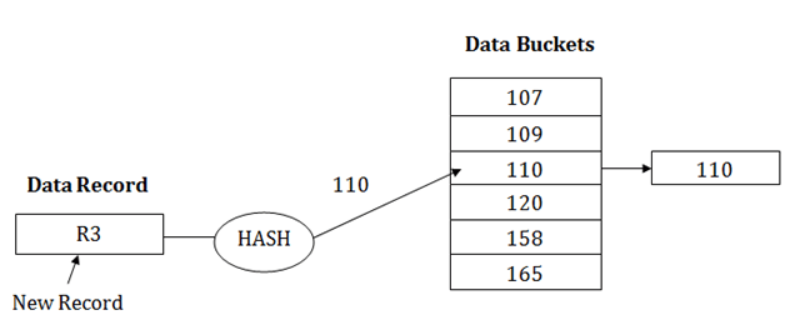 Data Buckets
107
109
110
120
158
165
110
Data Record
110
R3
HASH
New Record